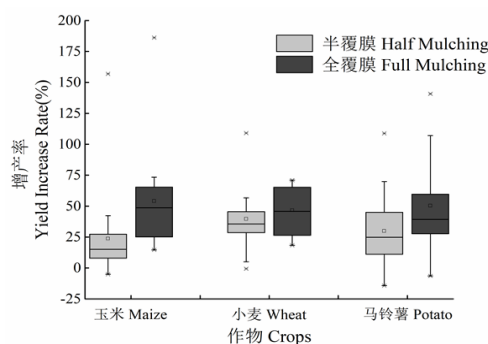 200
175
150
125
100
75
50
25
0
-25
增产率
Yield Increase Rate(%)
半覆膜 Half Mulching
全覆膜 Full Mulching
玉米 Maize 小麦 Wheat 马铃薯 Potato
作物 Crops